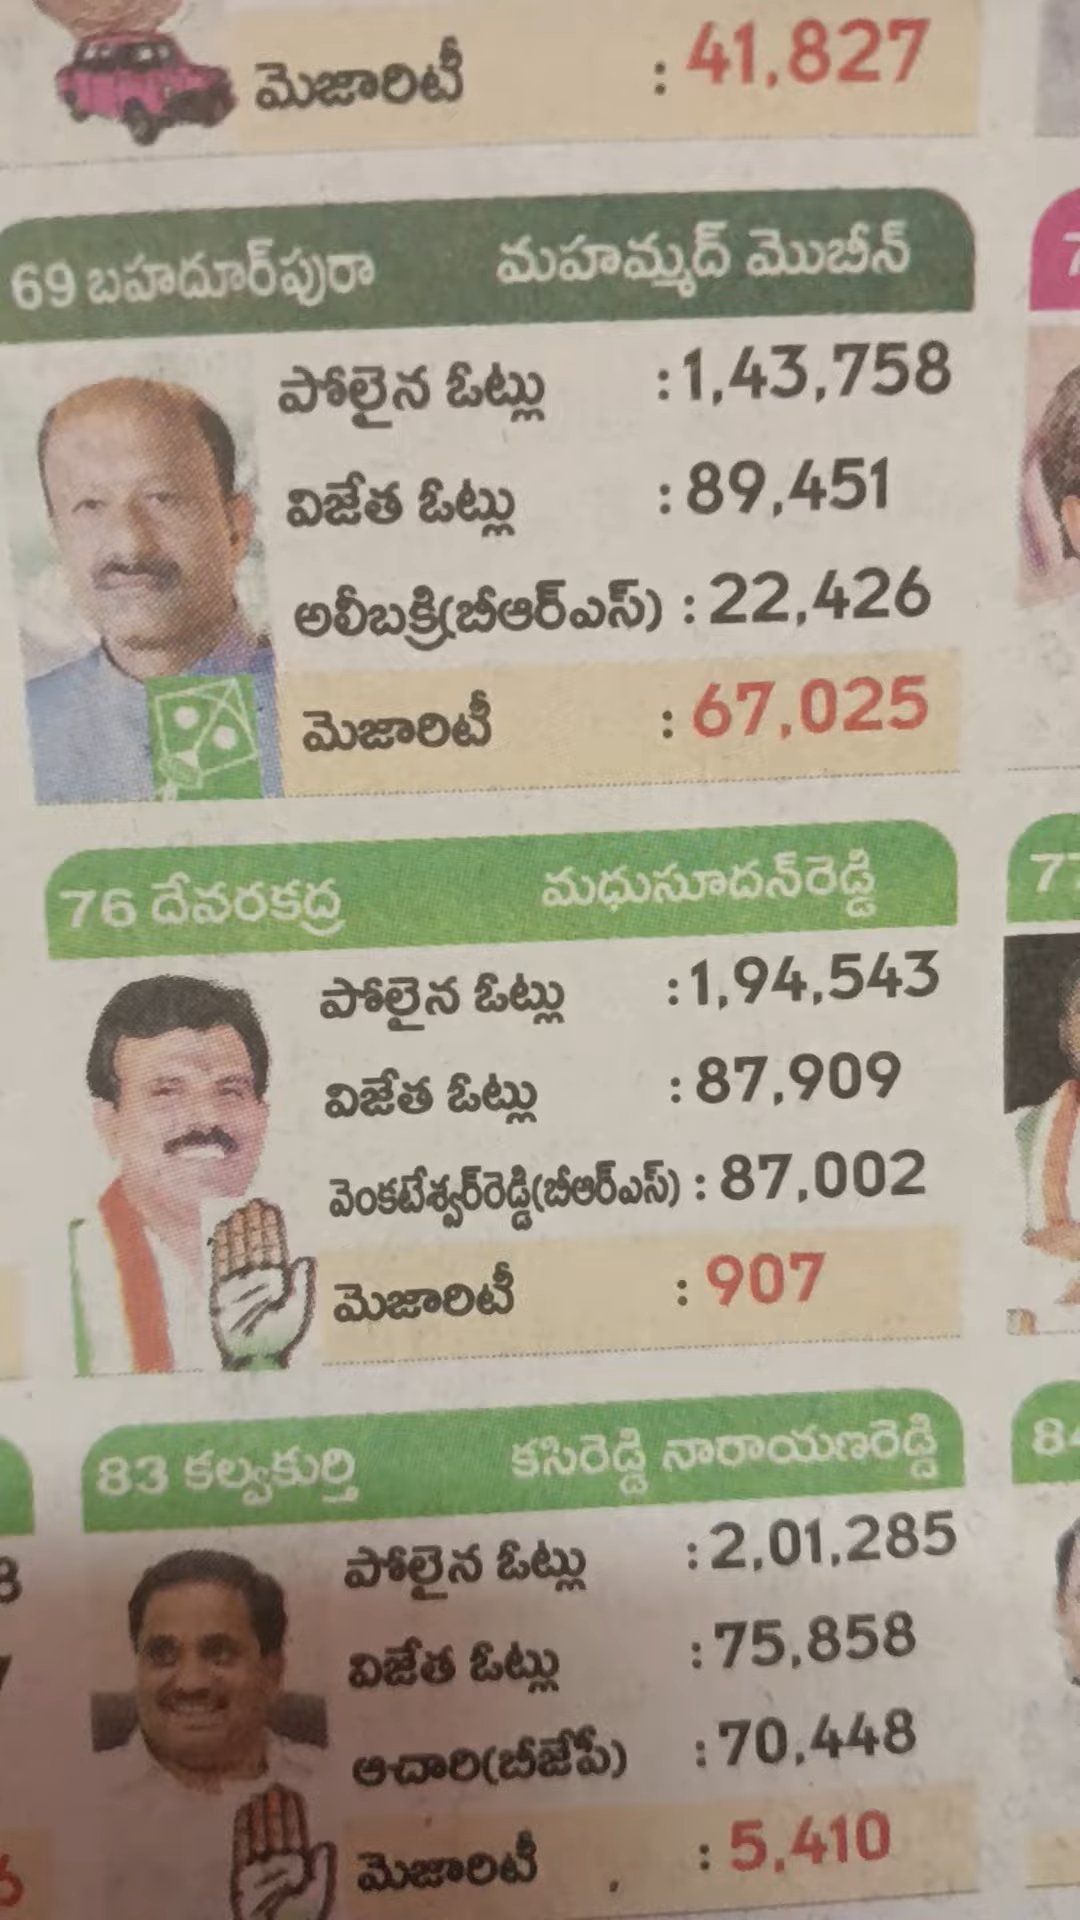 మెజారిటీ : 41,827
69 బహదూర్‌పురా మహమ్మద్ మొబీన్
పోలైన ఓట్లు : 1,43,758
విజేత ఓట్లు : 89,451
అలీబక్రి(బీఆర్ఎస్) : 22,426
మెజారిటీ : 67,025
76 దేవరకద్ర మధుసూదన్‌రెడ్డి
పోలైన ఓట్లు : 1,94,543
విజేత ఓట్లు : 87,909
వెంకటేశ్వర్‌రెడ్డి(బీఆర్ఎస్) : 87,002
మెజారిటీ : 907
77
83 కల్వకుర్తి కసిరెడ్డి నారాయణరెడ్డి
పోలైన ఓట్లు : 2,01,285
విజేత ఓట్లు : 75,858
ఆచారి(బీజేపీ) : 70,448
మెజారిటీ : 5,410
84